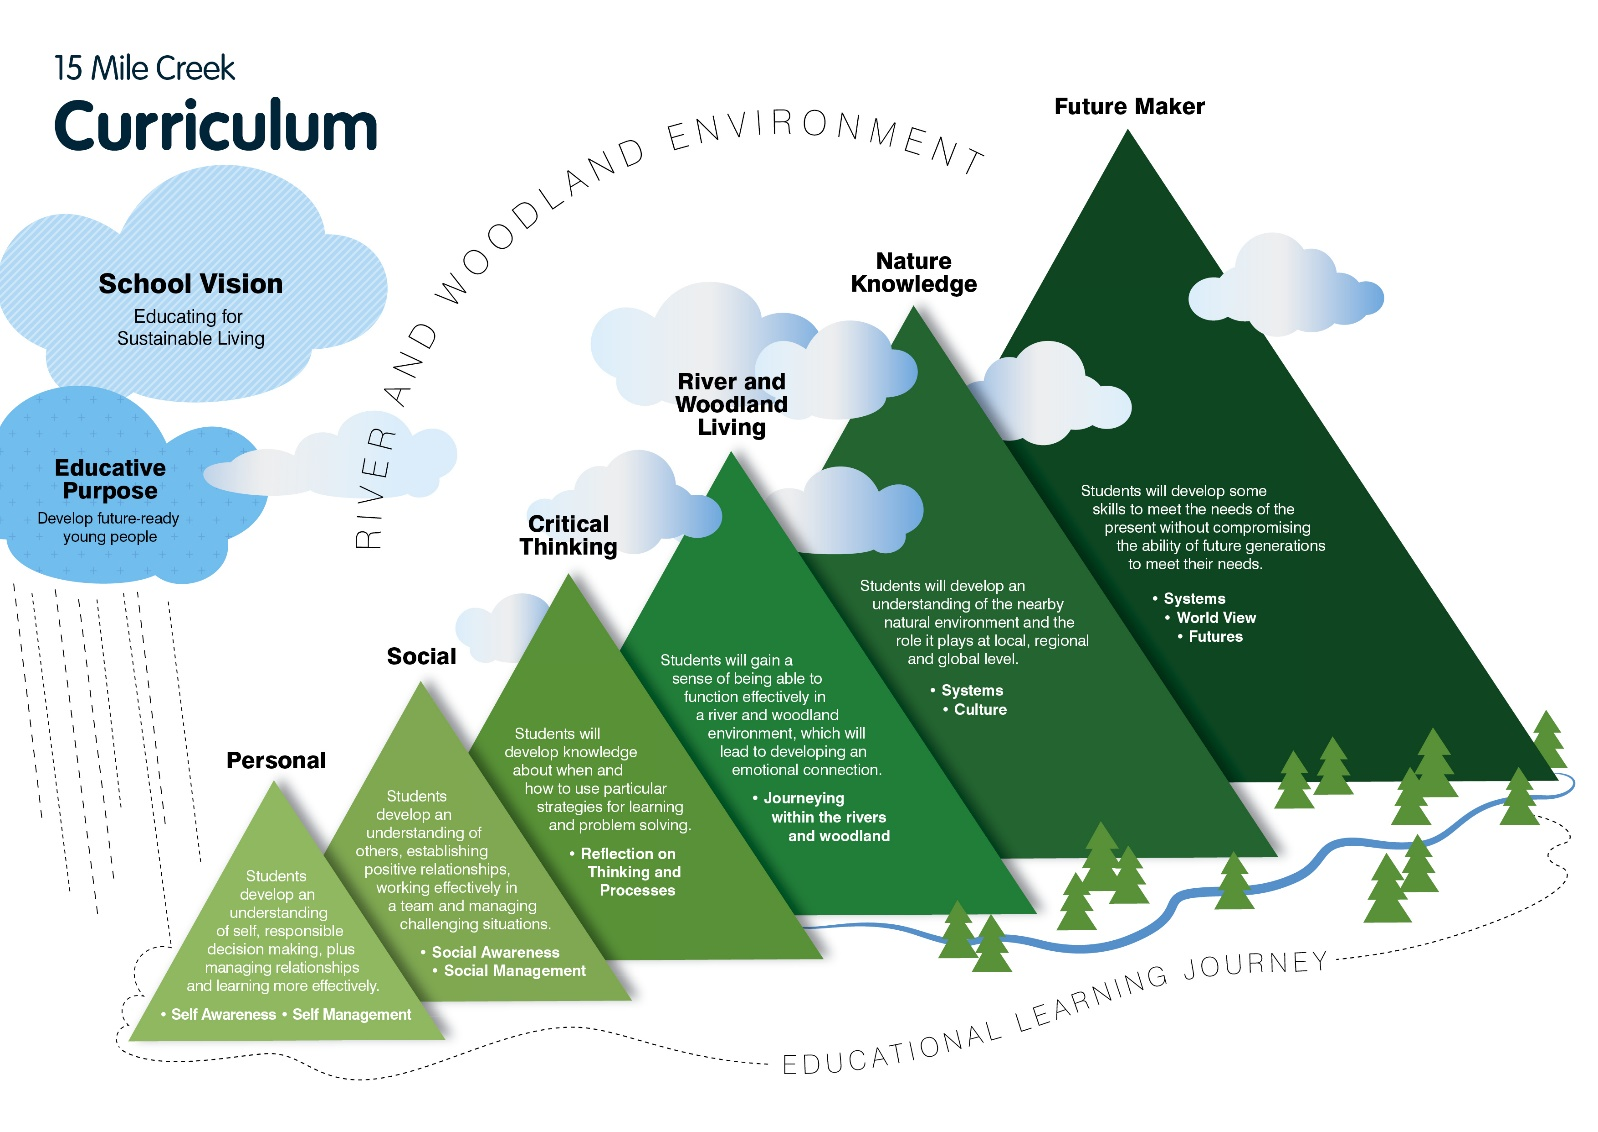 15 Mile Creek
Curriculum
School Vision
Educating for
Sustainable Living
Educative
Purpose
Develop future-ready
young people
RIVER AND WOODLAND ENVIRONMENT
Personal
Students
develop an
understanding
of self, responsible
decision making, plus
managing relationships
and learning more effectively.
• Self Awareness • Self Management
Social
Students
develop an
understanding of
others, establishing
positive relationships,
working effectively in
a team and managing
challenging situations.
• Social Awareness
• Social Management
Critical
Thinking
Students will
develop knowledge
about when and
how to use particular
strategies for learning
and problem solving.
• Reflection on
Thinking and
Processes
River and
Woodland
Living
Students will gain a
sense of being able to
function effectively in
a river and woodland
environment, which will
lead to developing an
emotional connection.
• Journeying
within the rivers
and woodland
Nature
Knowledge
Students will develop an
understanding of the nearby
natural environment and the
role it plays at local, regional
and global level.
• Systems
• Culture
Future Maker
Students will develop some
skills to meet the needs of the
present without compromising
the ability of future generations
to meet their needs.
• Systems
• World View
• Futures
EDUCATIONAL LEARNING JOURNEY